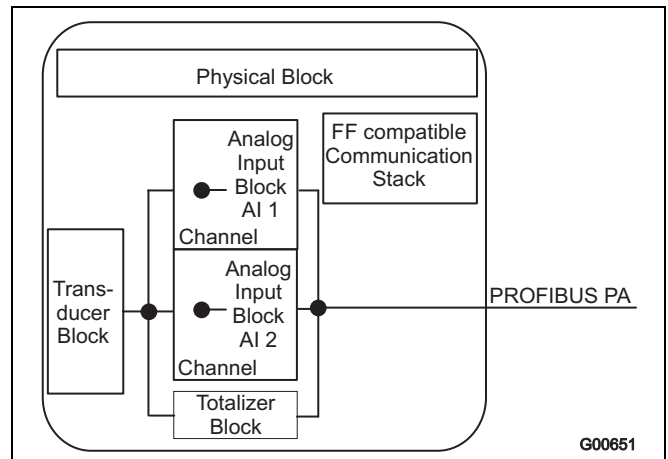 Physical Block
Analog
Input
Block
AI 1
Channel
FF compatible
Communication
Stack
Trans-
ducer
Block
Analog
Input
Block
AI 2
Channel
PROFIBUS PA
Totalizer
Block
G00651